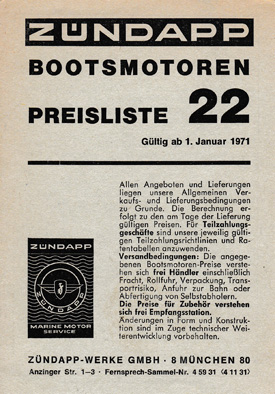 ZÜNDAPP
BOOTSMOTOREN
PREISLISTE 22
Gültig ab 1. Januar 1971
Allen Angeboten und Lieferungen
liegen unsere Allgemeinen Ver-
kaufs- und Lieferungsbedingungen
zu Grunde. Die Berechnung er-
folgt zu den am Tage der Lieferung
gültigen Preisen. Für Teilzahlungs-
geschäfte sind unsere jeweilig gülti-
gen Teilzahlungsrichtlinien und Ra-
tentabellen anzuwenden.
Versandbedingungen: Die angege-
benen Bootsmotoren-Preise verste-
hen sich frei Händler einschließlich
Fracht, Rollfuhr, Verpackung, Trans-
portrisiko, Anfuhr zur Bahn oder
Abfertigung von Selbstabholern.
Die Preise für Zubehör verstehen
sich frei Empfangsstation.
Änderungen in Form und Konstruk-
tion sind im Zuge technischer Wei-
terentwicklung vorbehalten.
ZÜNDAPP
ZÜNDAPP
MARINE MOTOR
SERVICE
ZÜNDAPP-WERKE GMBH · 8 MÜNCHEN 80
Anzinger Str. 1–3 · Fernsprech-Sammel-Nr. 4 59 31 (4 11 31)